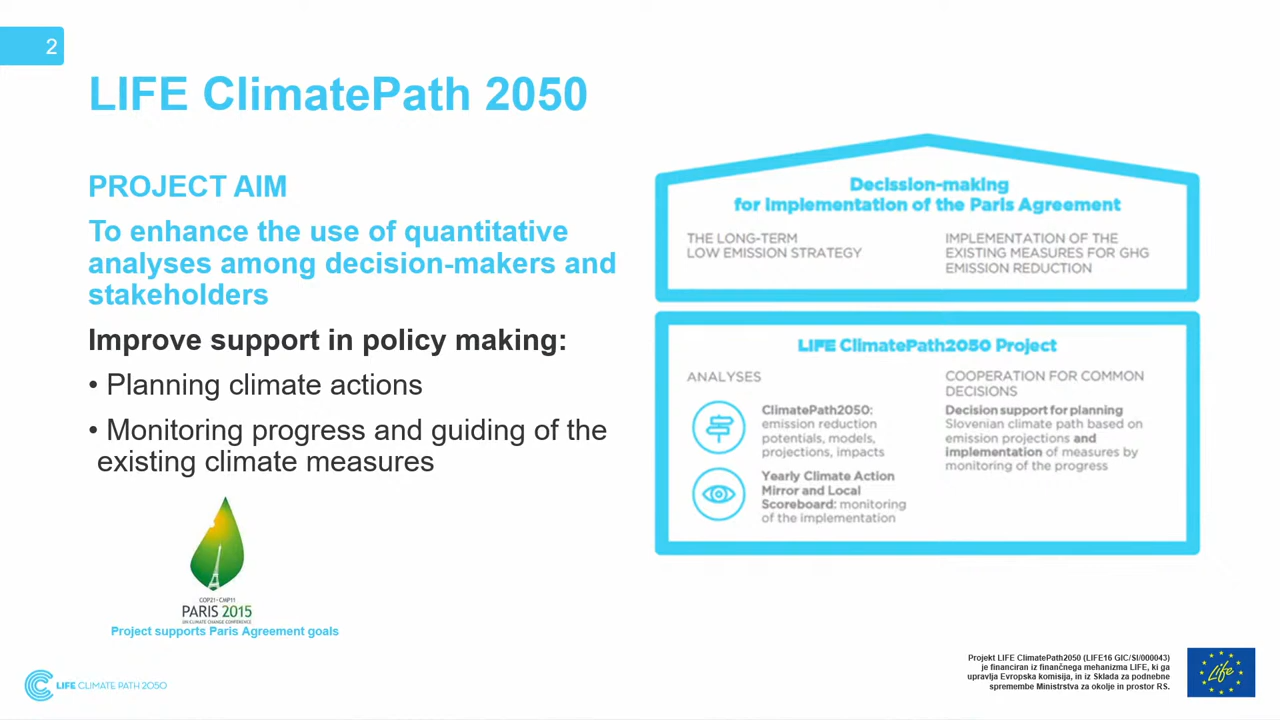 2
LIFE ClimatePath 2050
PROJECT AIM
To enhance the use of quantitative
analyses among decision-makers and
stakeholders
Improve support in policy making:
• Planning climate actions
• Monitoring progress and guiding of the
existing climate measures
COP21·CMP11
PARIS 2015
UN CLIMATE CHANGE CONFERENCE
Project supports Paris Agreement goals
Decission-making
for implementation of the Paris Agreement
THE LONG-TERM
LOW EMISSION STRATEGY
IMPLEMENTATION OF THE
EXISTING MEASURES FOR GHG
EMISSION REDUCTION
LIFE ClimatePath2050 Project
ANALYSES
ClimatePath2050:
emission reduction
potentials, models,
projections, impacts
Yearly Climate Action
Mirror and Local
Scoreboard: monitoring
of the implementation
COOPERATION FOR COMMON
DECISIONS
Decision support for planning
Slovenian climate path based on
emission projections and
implementation of measures by
monitoring of the progress
LIFE CLIMATE PATH 2050
Projekt LIFE ClimatePath2050 (LIFE16 GIC/SI/000043)
je financiran iz finančnega mehanizma LIFE, ki ga
upravlja Evropska komisija, in iz Sklada za podnebne
spremembe Ministrstva za okolje in prostor RS.
Life